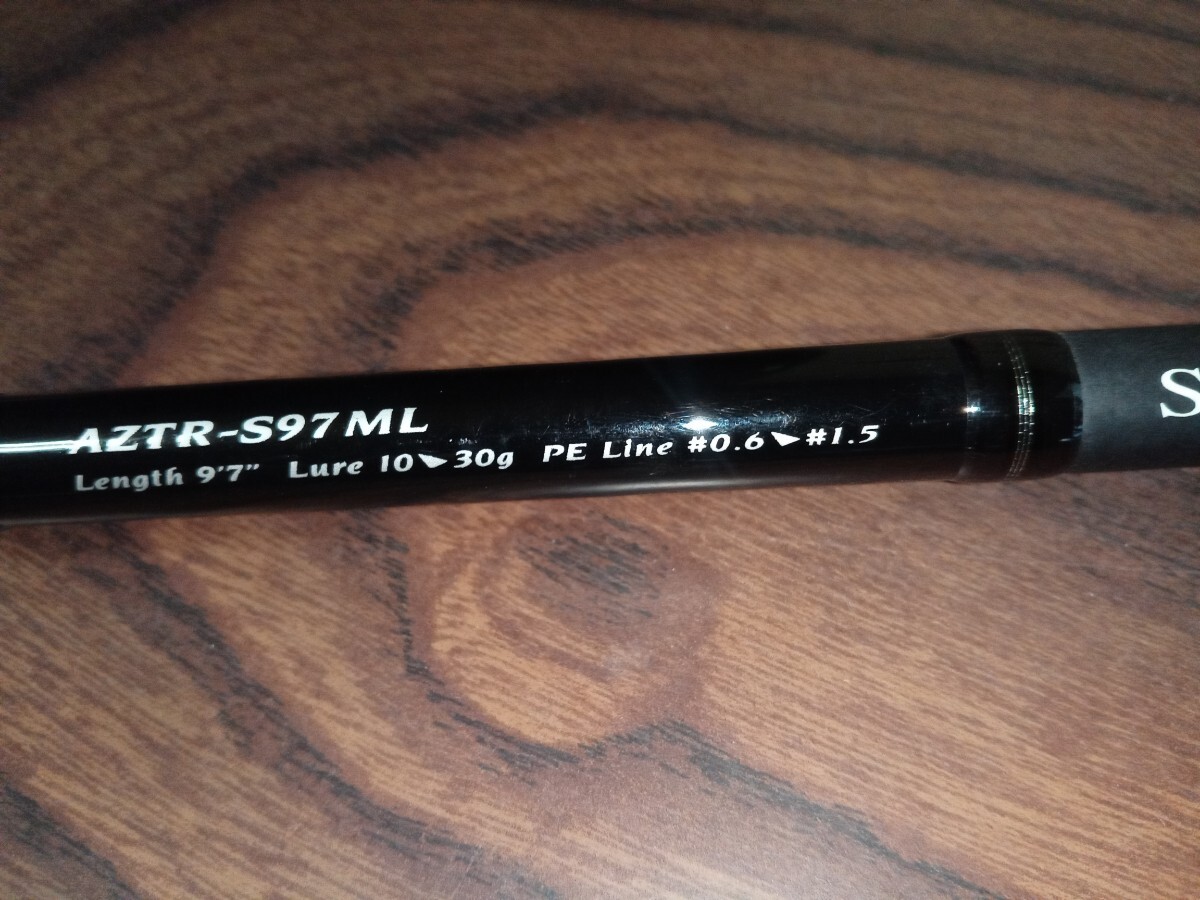 AZTR-S97ML
Length 9'7" Lure 10▶30g PE Line #0.6▶#1.5
S